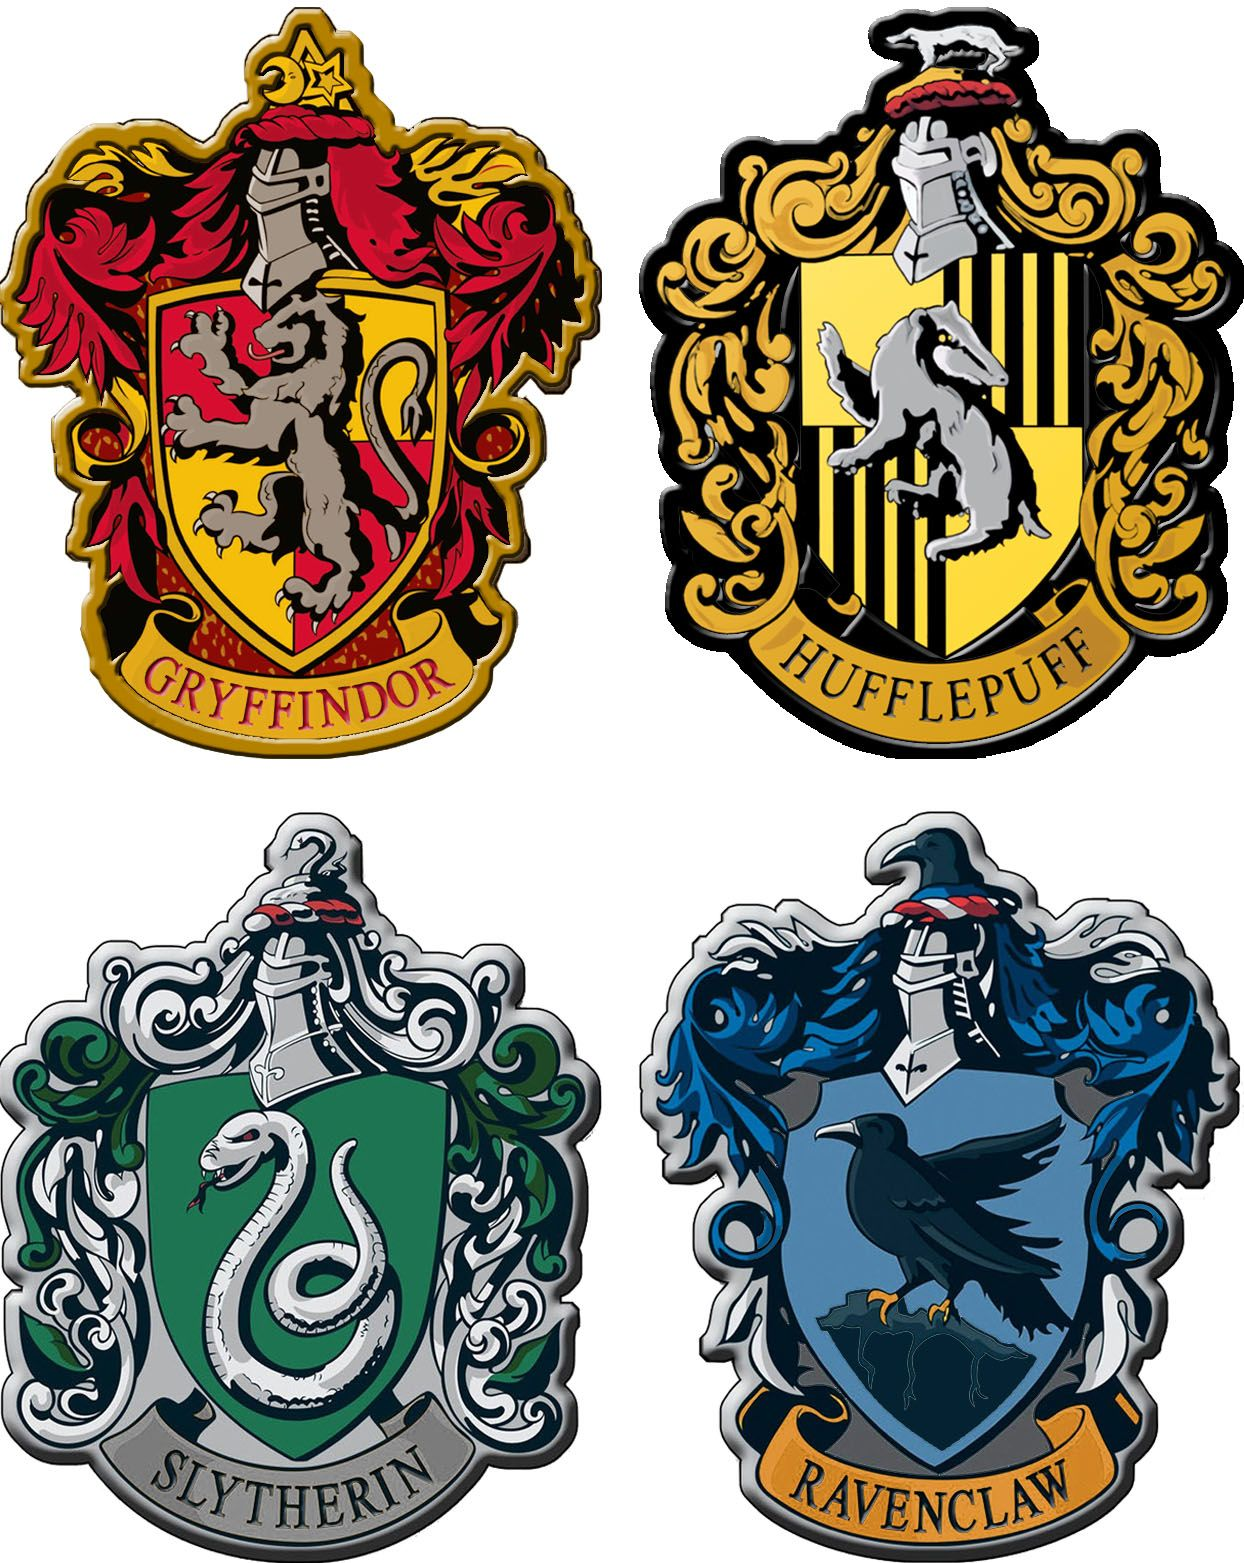 GRYFFINDOR
HUFFLEPUFF
SLYTHERIN
RAVENCLAW